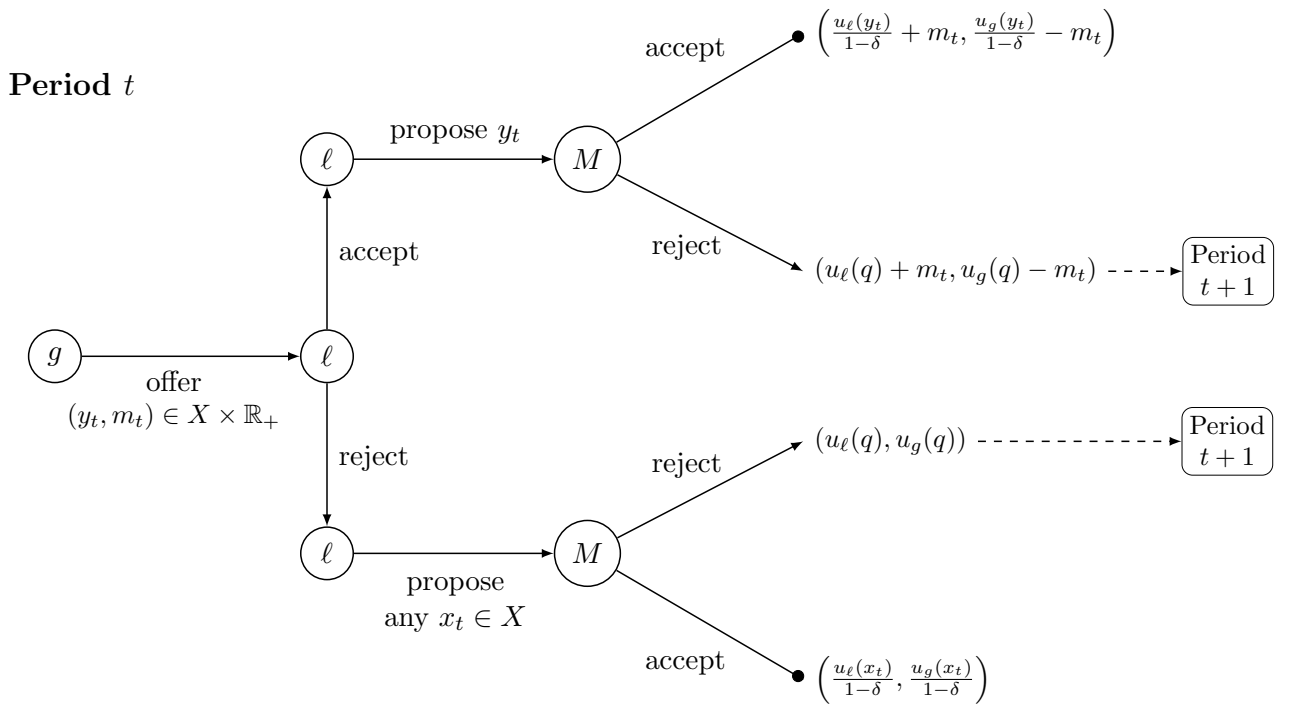 Period t
g
offer
(y_t, m_t) ∈ X × ℝ_+
ℓ
accept
reject
ℓ
propose y_t
M
accept
(u_ℓ(y_t)/(1−δ) + m_t, u_g(y_t)/(1−δ) − m_t)
reject
(u_ℓ(q) + m_t, u_g(q) − m_t)
Period
t + 1
ℓ
propose
any x_t ∈ X
M
reject
(u_ℓ(q), u_g(q))
Period
t + 1
accept
(u_ℓ(x_t)/(1−δ), u_g(x_t)/(1−δ))